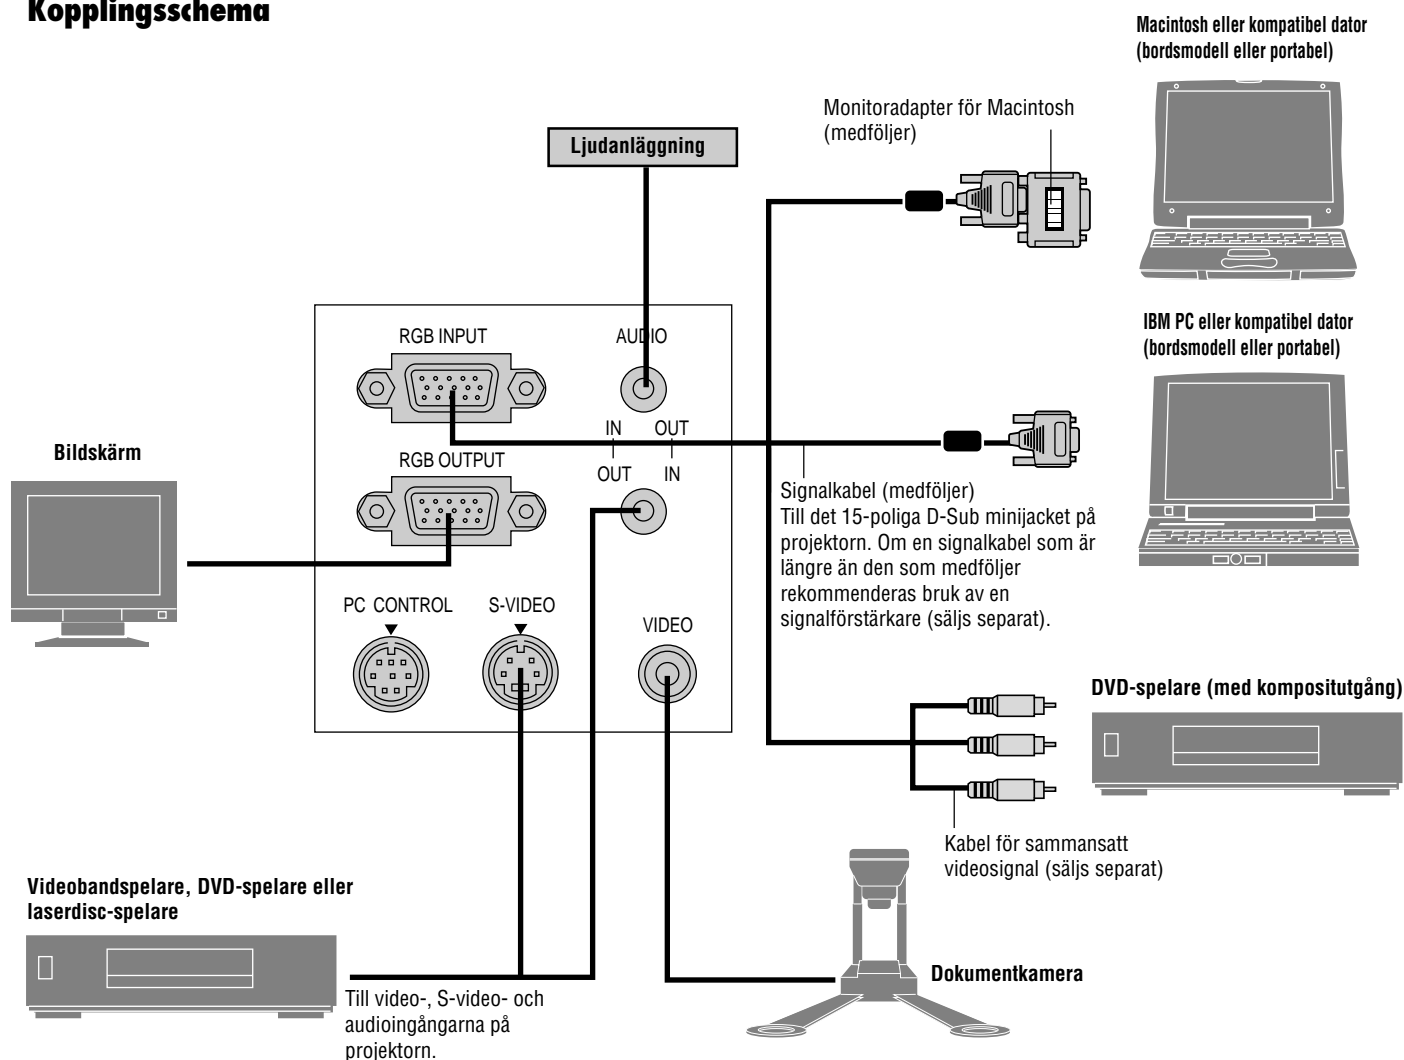 Kopplingsschema
Macintosh eller kompatibel dator
(bordsmodell eller portabel)
Monitoradapter för Macintosh
(medföljer)
Ljudanläggning
IBM PC eller kompatibel dator
(bordsmodell eller portabel)
RGB INPUT
AUDIO
IN OUT
Bildskärm
RGB OUTPUT
OUT IN
Signalkabel (medföljer)
Till det 15-poliga D-Sub minijacket på
projektorn. Om en signalkabel som är
längre än den som medföljer
rekommenderas bruk av en
signalförstärkare (säljs separat).
PC CONTROL
S-VIDEO
VIDEO
DVD-spelare (med kompositutgång)
Kabel för sammansatt
videosignal (säljs separat)
Videobandspelare, DVD-spelare eller
laserdisc-spelare
Dokumentkamera
Till video-, S-video- och
audioingångarna på
projektorn.